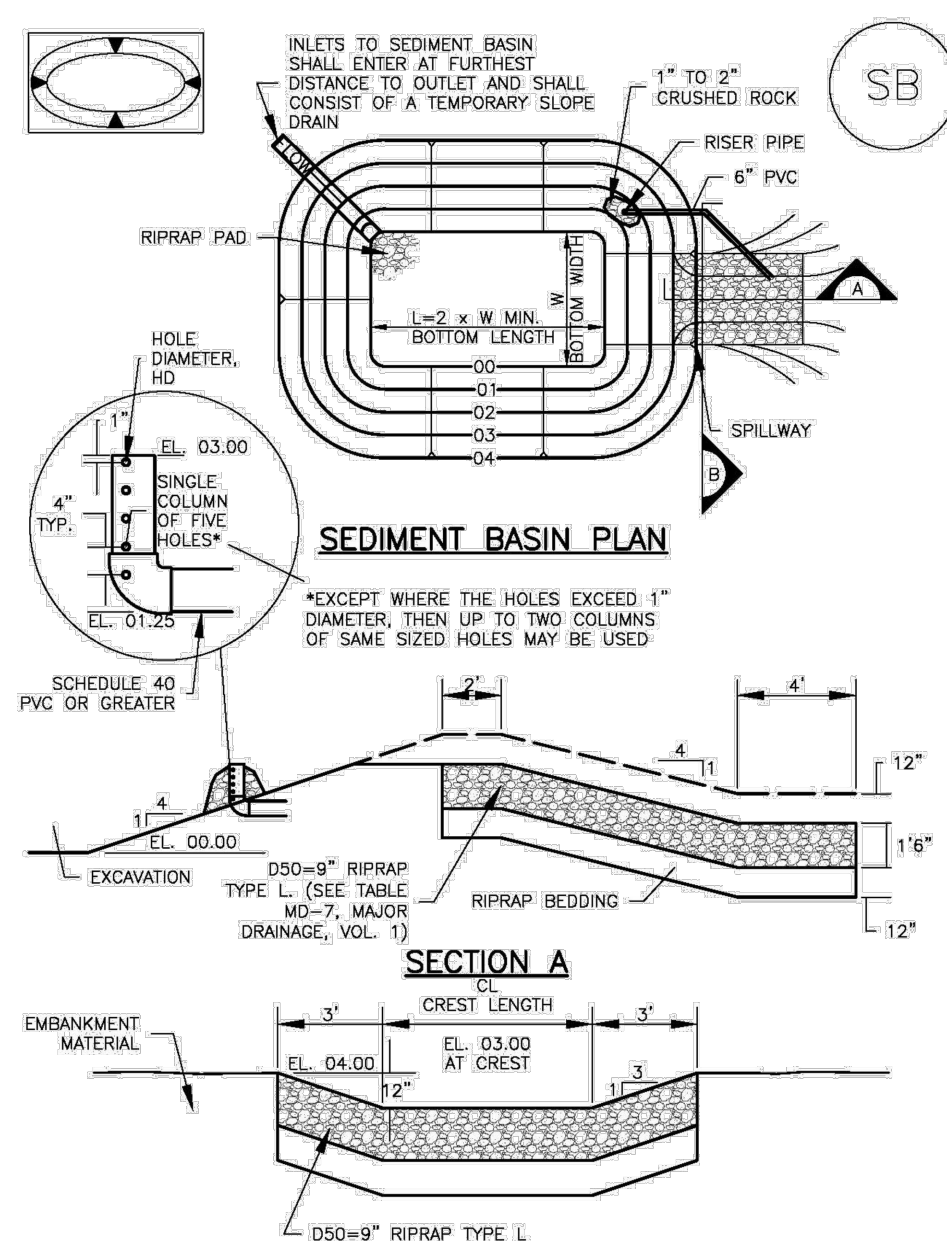 INLETS TO SEDIMENT BASIN
SHALL ENTER AT FURTHEST
DISTANCE TO OUTLET AND SHALL
CONSIST OF A TEMPORARY SLOPE
DRAIN
1" TO 2"
CRUSHED ROCK
SB
RISER PIPE
6" PVC
FLOW
RIPRAP PAD
BOTTOM WIDTH
W
A
L=2 x W MIN.
BOTTOM LENGTH
HOLE
DIAMETER,
HD
00
01
02
03
04
SPILLWAY
B
1"
EL. 03.00
4"
TYP.
SINGLE
COLUMN
OF FIVE
HOLES*
EL. 01.25
SEDIMENT BASIN PLAN
*EXCEPT WHERE THE HOLES EXCEED 1"
DIAMETER, THEN UP TO TWO COLUMNS
OF SAME SIZED HOLES MAY BE USED
SCHEDULE 40
PVC OR GREATER
2'
4'
4
1
12"
4
1
EL. 00.00
EXCAVATION
1'6"
D50=9" RIPRAP
TYPE L. (SEE TABLE
MD-7, MAJOR
DRAINAGE, VOL. 1)
RIPRAP BEDDING
12"
SECTION A
CL
CREST LENGTH
3'
3'
EMBANKMENT
MATERIAL
EL. 04.00
EL. 03.00
AT CREST
12"
3
1
D50=9" RIPRAP TYPE L